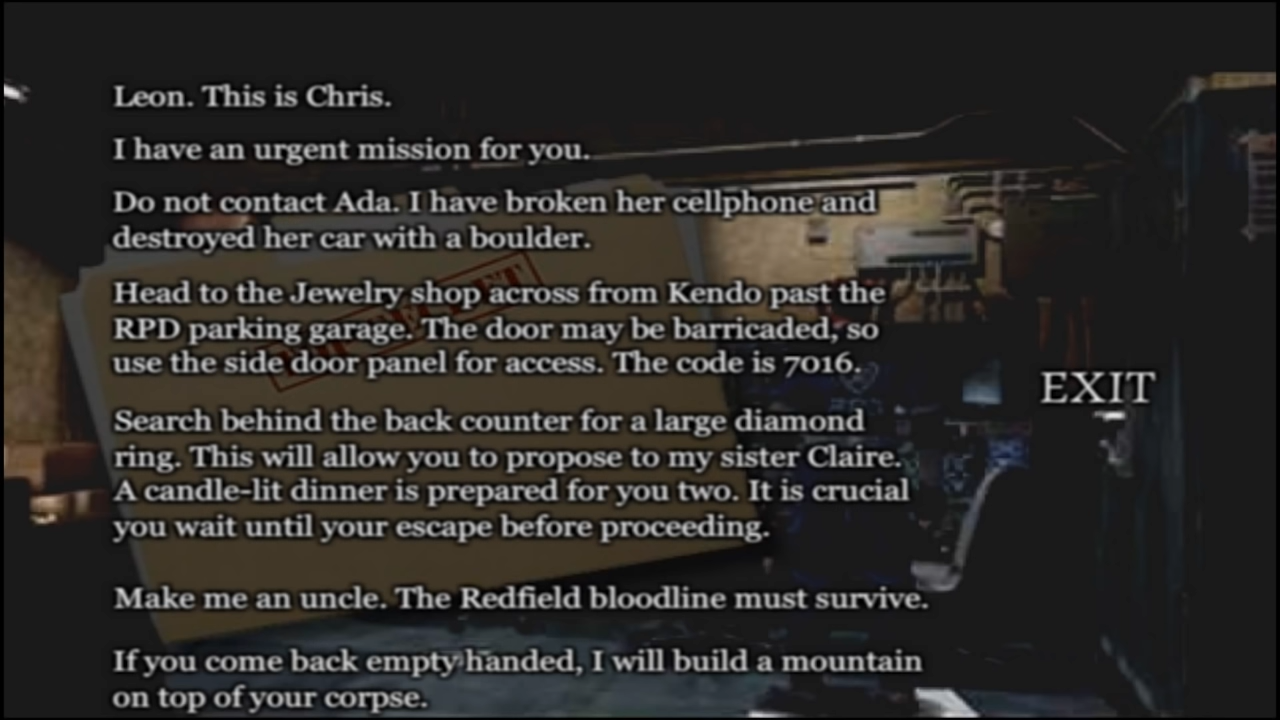 Leon. This is Chris.
I have an urgent mission for you.
Do not contact Ada. I have broken her cellphone and
destroyed her car with a boulder.
Head to the Jewelry shop across from Kendo past the
RPD parking garage. The door may be barricaded, so
use the side door panel for access. The code is 7016.
Search behind the back counter for a large diamond
ring. This will allow you to propose to my sister Claire.
A candle-lit dinner is prepared for you two. It is crucial
you wait until your escape before proceeding.
Make me an uncle. The Redfield bloodline must survive.
If you come back empty handed, I will build a mountain
on top of your corpse.
EXIT